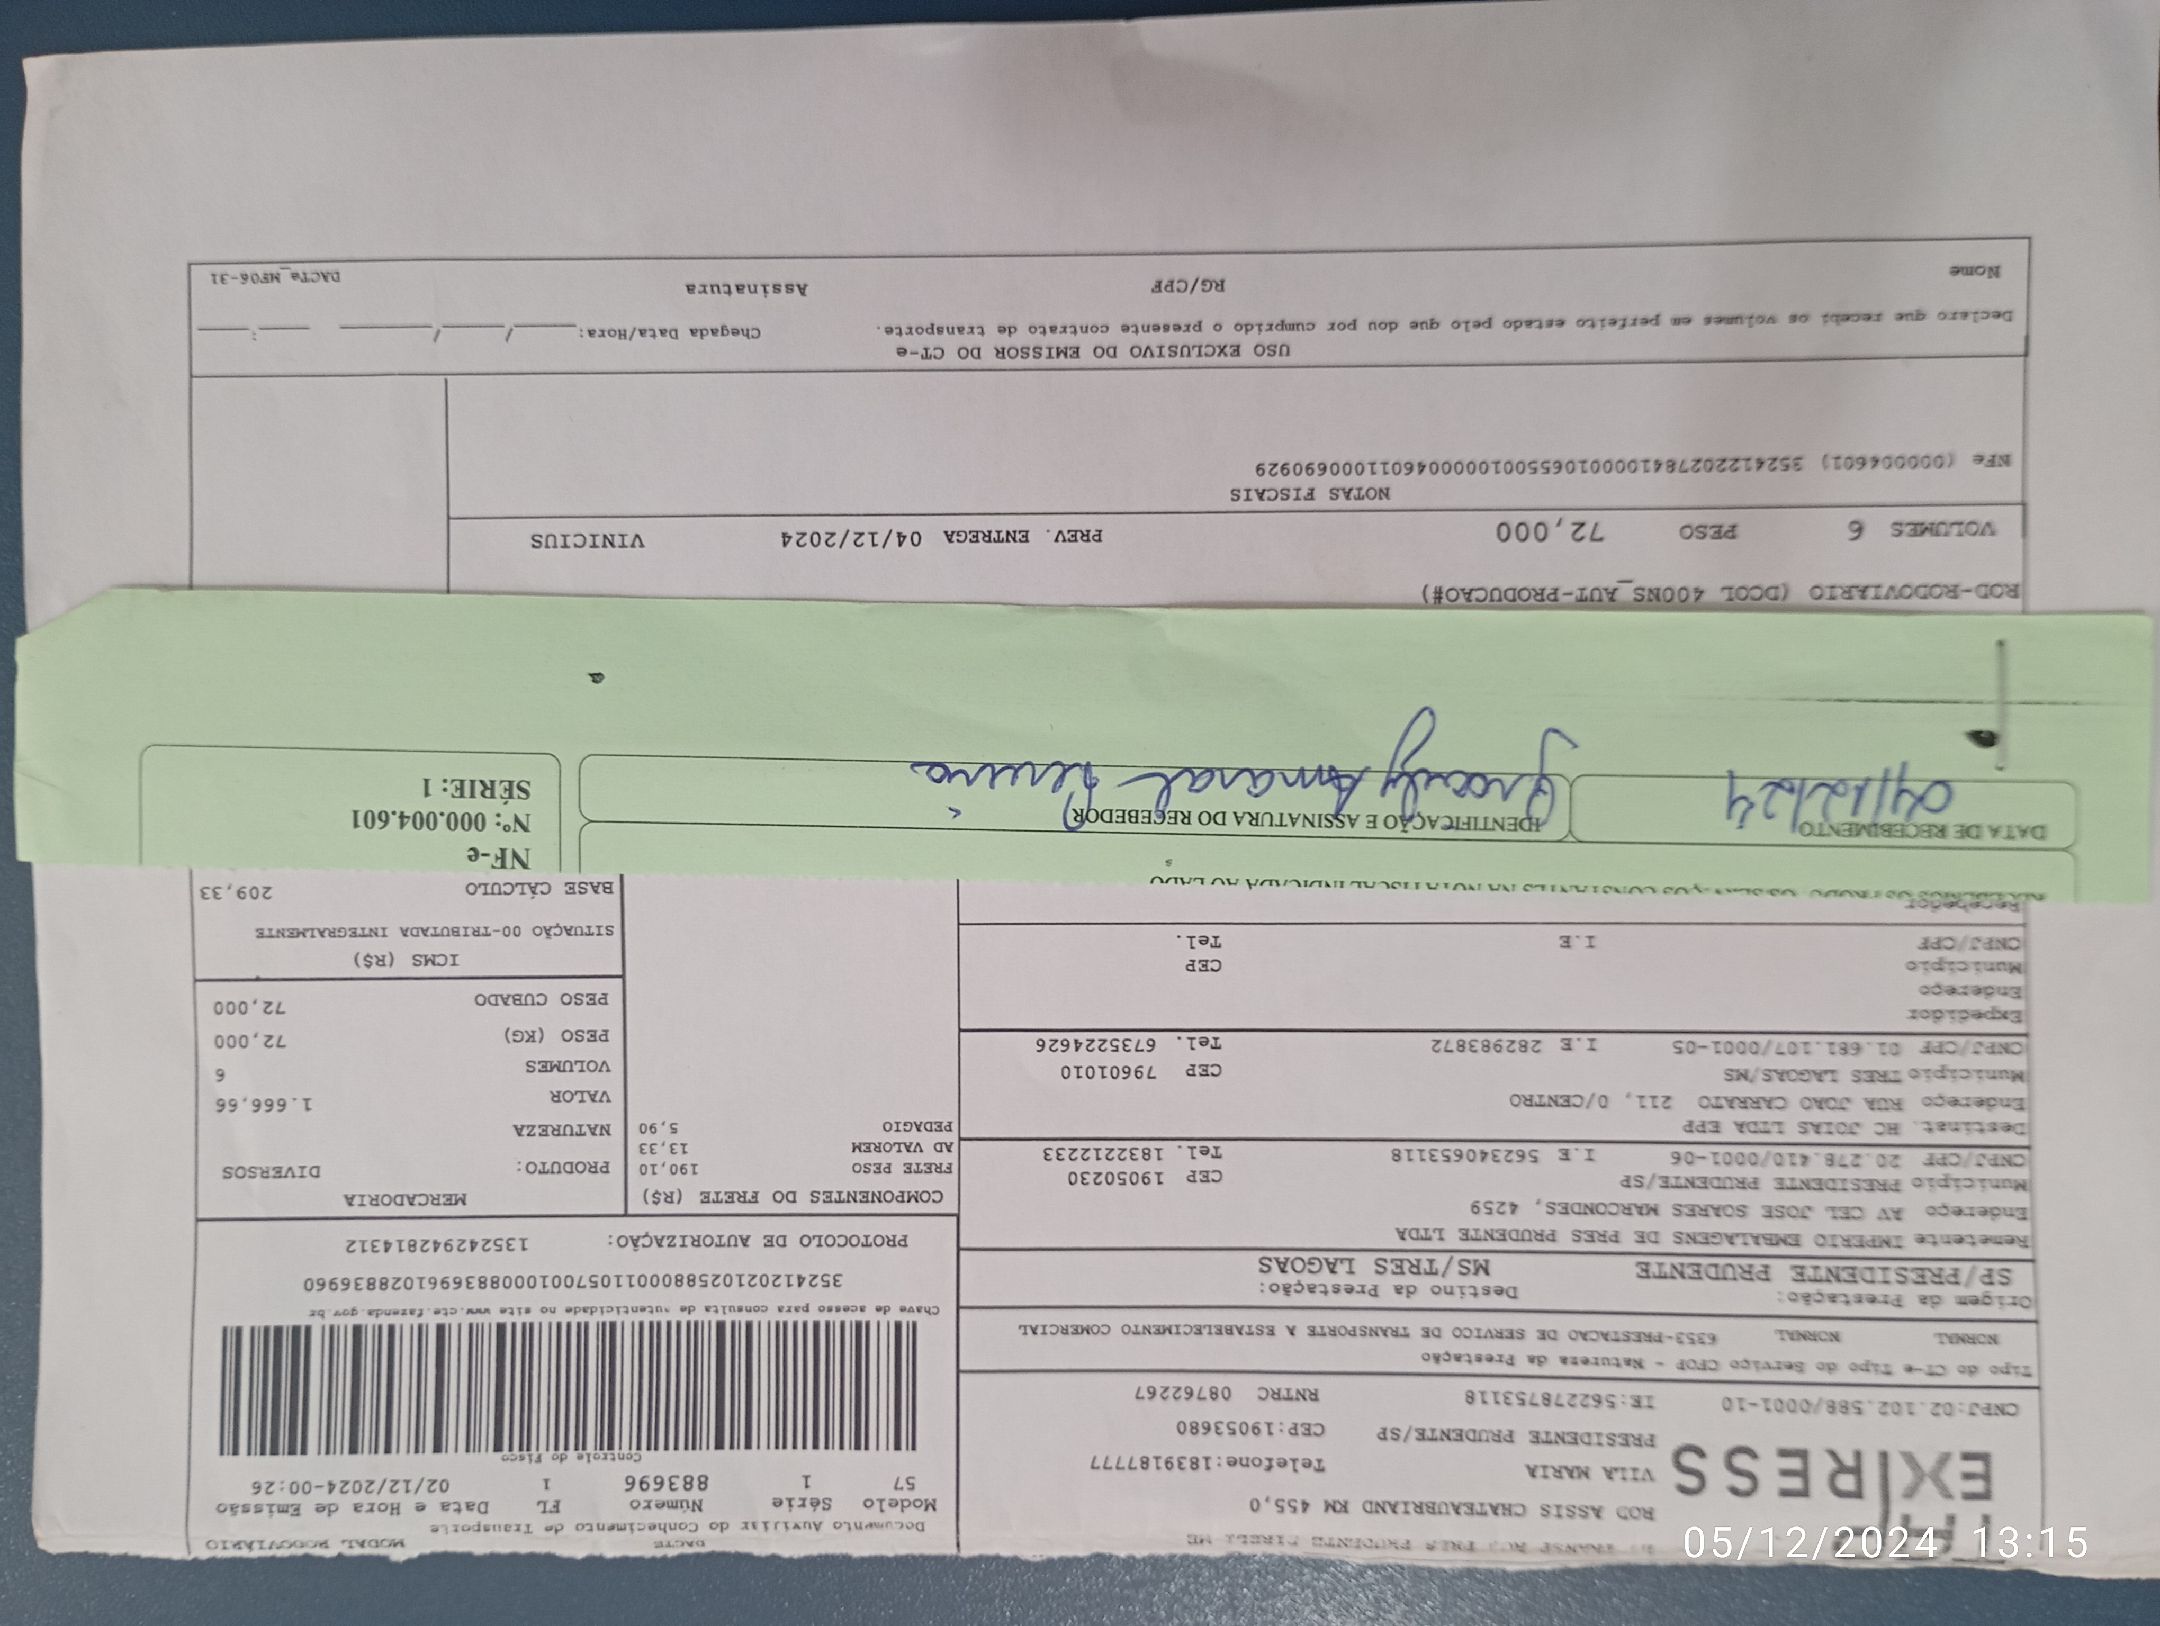 EXPRESS
ROD ASSIS CHATEAUBRIAND KM 455,0
VILA MARIA Telefone:1839187777
PRESIDENTE PRUDENTE/SP CEP:19053680
CNPJ:02.102.588/0001-10 IE:562278753118 RNTRC 08762267
Tipo do CT-e Tipo do Serviço CFOP - Natureza da Prestação
NORMAL NORMAL 6353-PRESTACAO DE SERVICO DE TRANSPORTE A ESTABELECIMENTO COMERCIAL
Origem da Prestação: Destino da Prestação:
SP/PRESIDENTE PRUDENTE MS/TRES LAGOAS
Remetente IMPERIO EMBALAGENS DE PRES PRUDENTE LTDA
Endereço AV CEL JOSE SOARES MARCONDES, 4259
Município PRESIDENTE PRUDENTE/SP CEP 19050230
CNPJ/CPF 20.278.410/0001-06 I.E 562340653118 Tel. 1832212233
Destinat. HC JOIAS LTDA EPP
Endereço RUA JOAO CARRATO 211, 0/CENTRO
Município TRES LAGOAS/MS CEP 79601010
CNPJ/CPF 01.681.107/0001-05 I.E 282983872 Tel. 6735224626
Expedidor
Endereço
Município CEP
CNPJ/CPF I.E Tel.
Recebedor
DACTE MODAL RODOVIÁRIO
Documento Auxiliar do Conhecimento de Transporte
Modelo Série Número FL Data e Hora de Emissão
57 1 883696 1 02/12/2024-00:26
Controle do Fisco
Chave de acesso para consulta de autenticidade no site www.cte.fazenda.gov.br
35241202102588000110570010008836961028836960
PROTOCOLO DE AUTORIZAÇÃO: 135242942814312
COMPONENTES DO FRETE (R$)
FRETE PESO 190,10
AD VALOREM 13,33
PEDAGIO 5,90
MERCADORIA
PRODUTO: DIVERSOS
NATUREZA
VALOR 1.666,66
VOLUMES 6
PESO (KG) 72,000
PESO CUBADO 72,000
ICMS (R$)
SITUAÇÃO 00-TRIBUTADA INTEGRALMENTE
BASE CÁLCULO 209,33
NF-e
Nº: 000.004.601
SÉRIE: 1
DATA DE RECEBIMENTO IDENTIFICAÇÃO E ASSINATURA DO RECEBEDOR
04/12/24 Amaral Pereira
ROD-RODOVIARIO (DCOL 400NS_AUT-PRODUCAO#)
VOLUMES 6 PESO 72,000 PREV. ENTREGA 04/12/2024 VINICIUS
NOTAS FISCAIS
NFe (000004601) 35241220278410000106550010000046011000690929
USO EXCLUSIVO DO EMISSOR DO CT-e
Declaro que recebi os volumes em perfeito estado pelo que dou por cumprido o presente contrato de transporte. Chegada Data/Hora: ____/____/____ ____:____
Nome RG/CPF Assinatura DACTe_MF06-31
05/12/2024 13:15